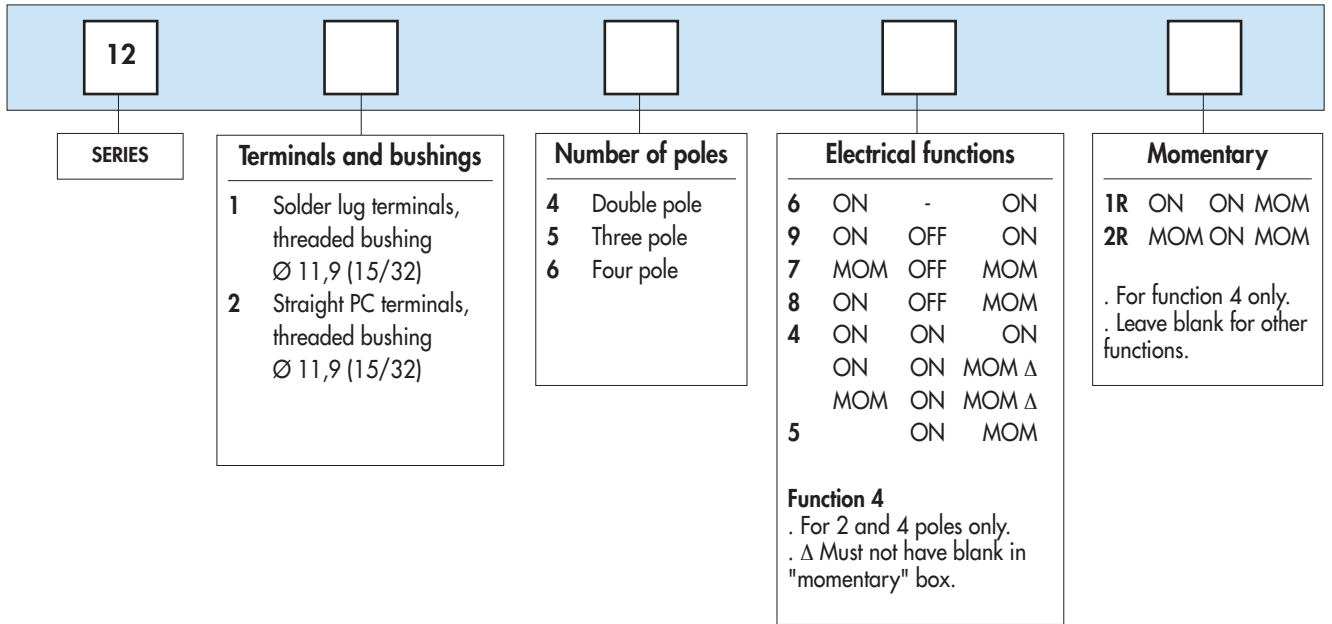 12
SERIES
Terminals and bushings
1 Solder lug terminals,
threaded bushing
Ø 11,9 (15/32)
2 Straight PC terminals,
threaded bushing
Ø 11,9 (15/32)
Number of poles
4 Double pole
5 Three pole
6 Four pole
Electrical functions
6 ON - ON
9 ON OFF ON
7 MOM OFF MOM
8 ON OFF MOM
4 ON ON ON
ON ON MOM Δ
MOM ON MOM Δ
5 ON MOM
Function 4
. For 2 and 4 poles only.
. Δ Must not have blank in
"momentary" box.
Momentary
1R ON ON MOM
2R MOM ON MOM
. For function 4 only.
. Leave blank for other
functions.